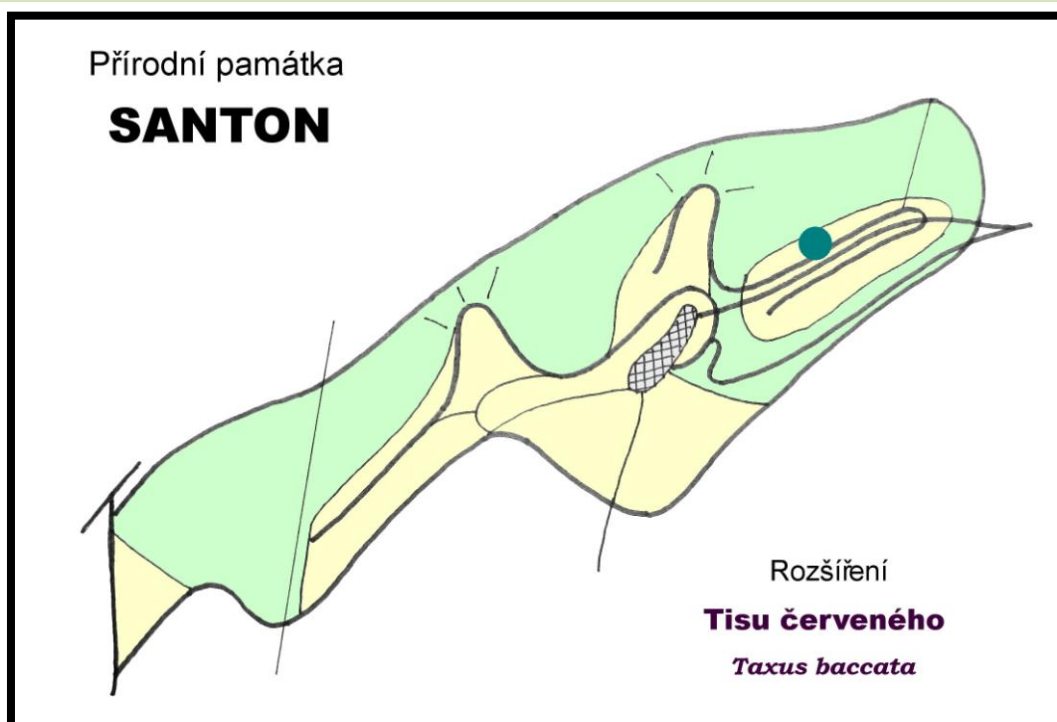 Přírodní památka
SANTON
Rozšíření
Tisu červeného
Taxus baccata